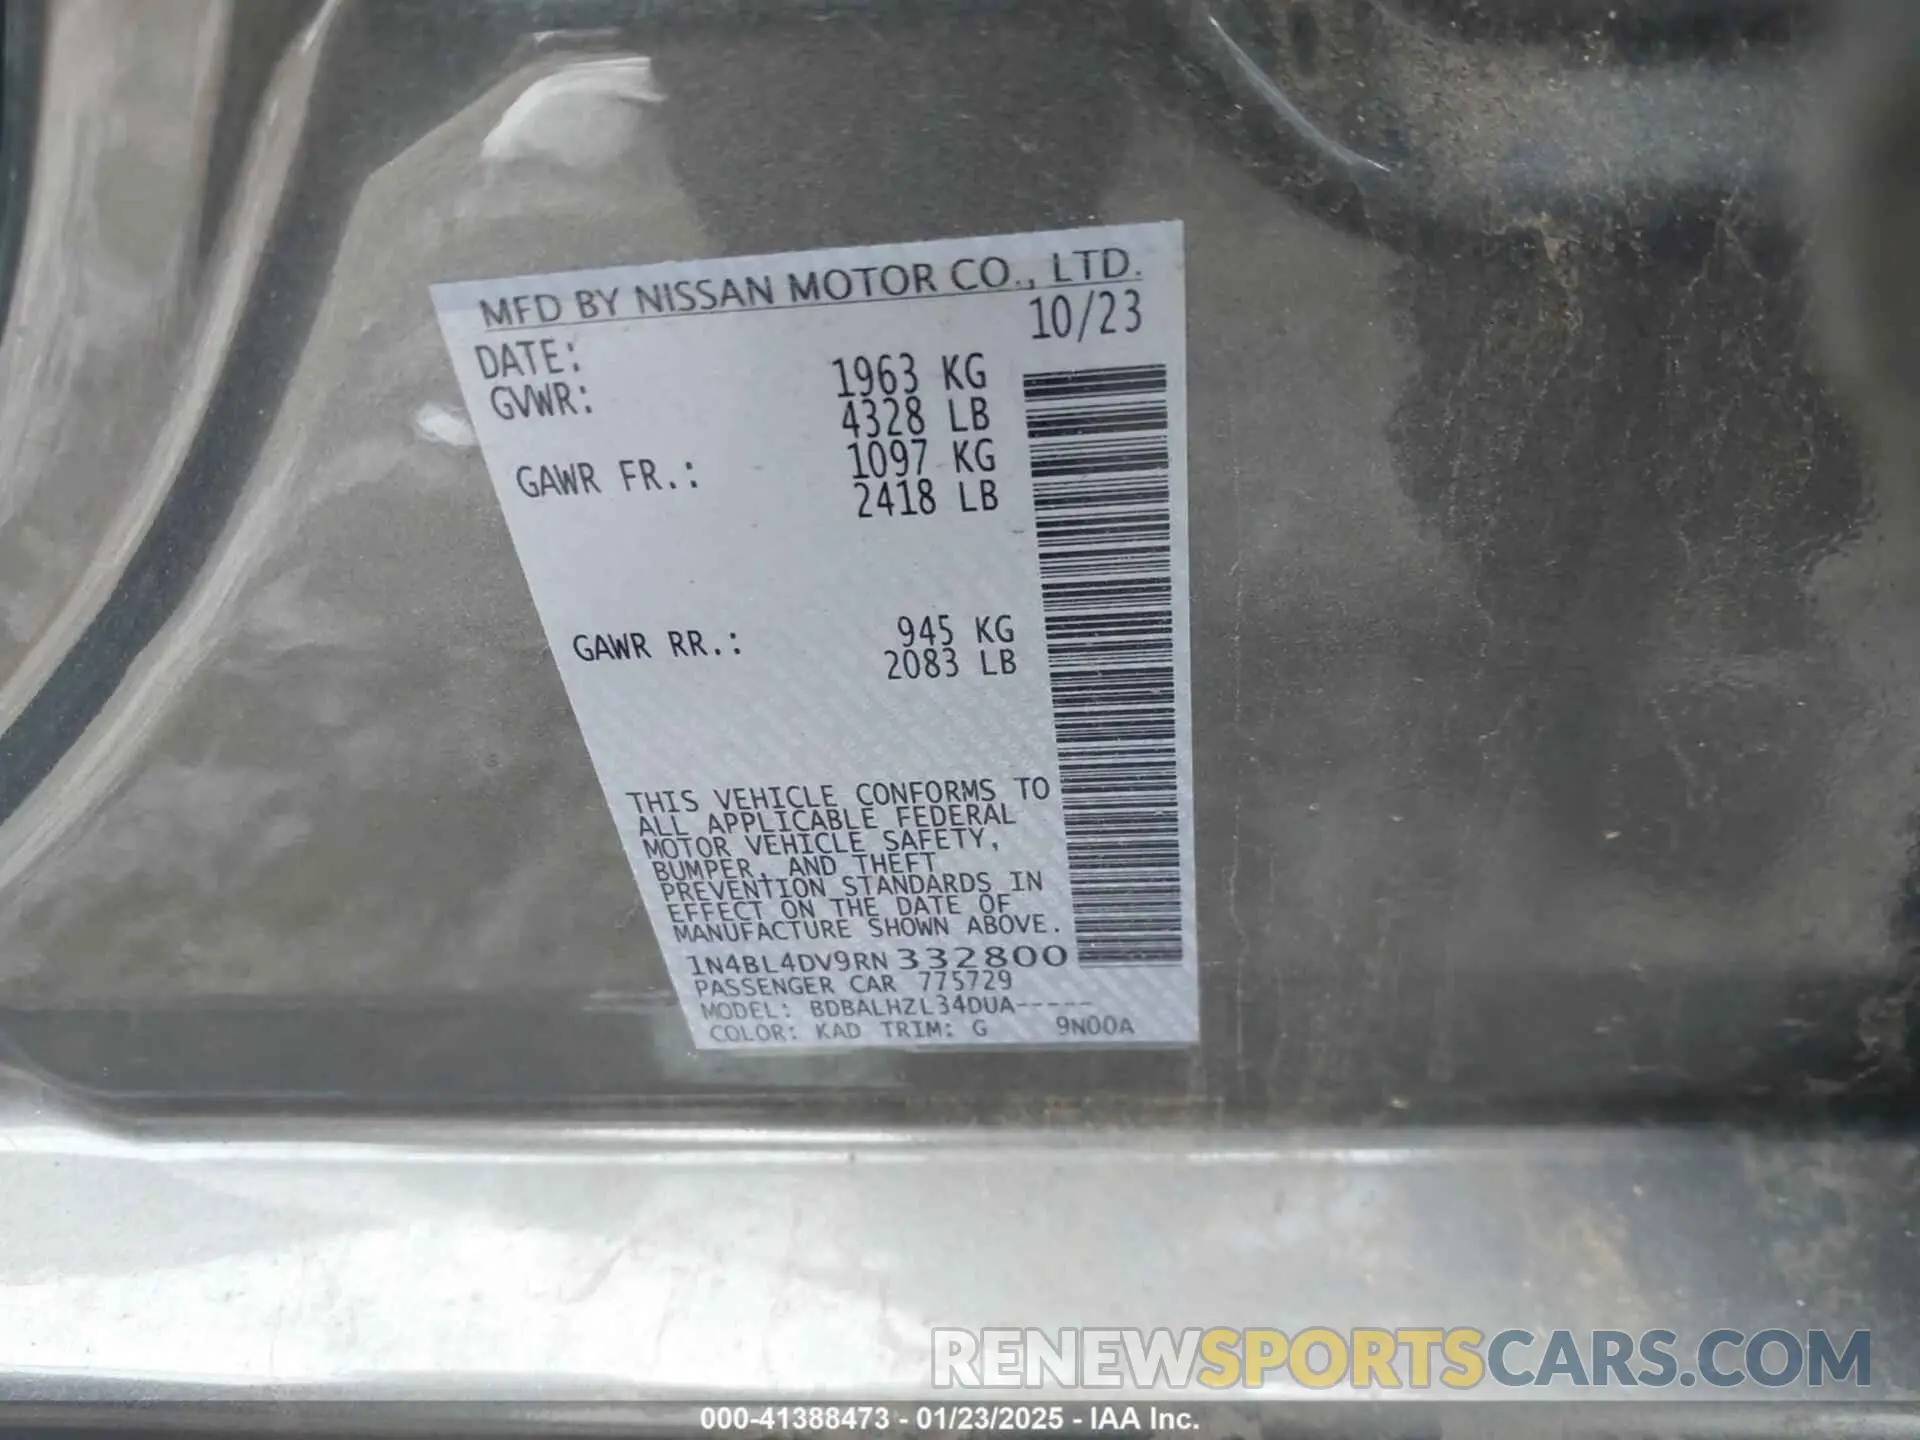 MFD BY NISSAN MOTOR CO., LTD.
DATE: 10/23
GVWR: 1963 KG
4328 LB
GAWR FR.: 1097 KG
2418 LB
GAWR RR.: 945 KG
2083 LB
THIS VEHICLE CONFORMS TO
ALL APPLICABLE FEDERAL
MOTOR VEHICLE SAFETY,
BUMPER, AND THEFT
PREVENTION STANDARDS IN
EFFECT ON THE DATE OF
MANUFACTURE SHOWN ABOVE.
1N4BL4DV9RN332800
PASSENGER CAR 775729
MODEL: BDBALHZL34DUA-----
COLOR: KAD TRIM: G 9N00A
RENEWSPORTSCARS.COM
000-41388473 - 01/23/2025 - IAA Inc.